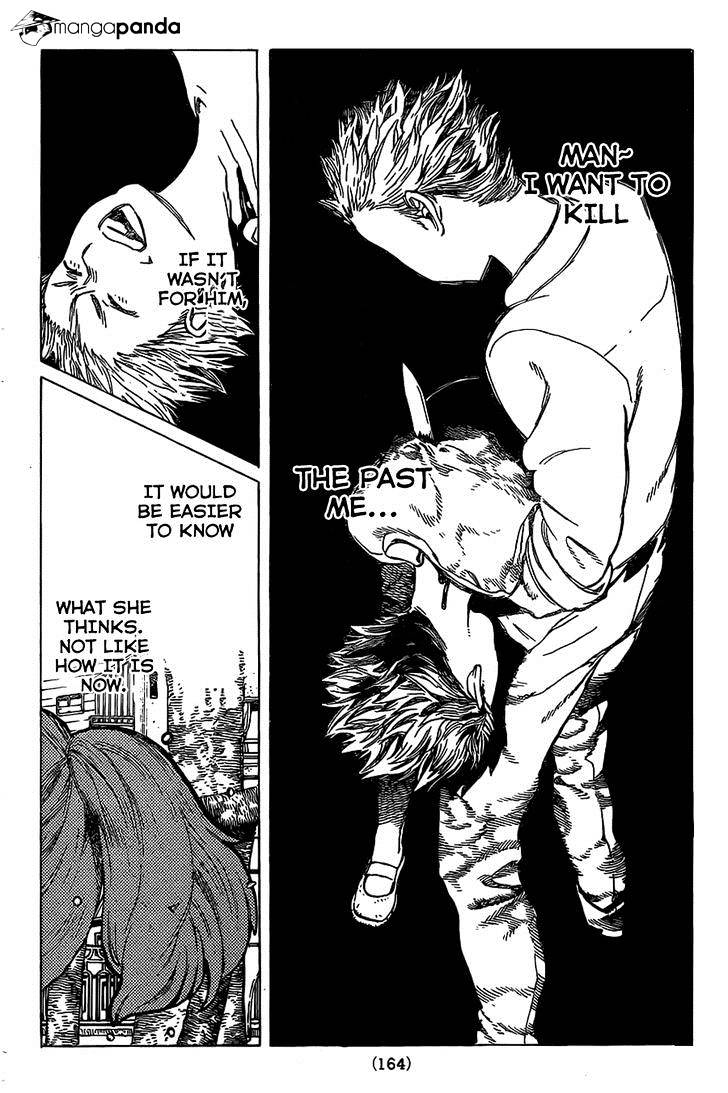 mangapanda
MAN~
I WANT TO
KILL
THE PAST
ME...
IF IT
WASN'T
FOR HIM,
IT WOULD
BE EASIER
TO KNOW
WHAT SHE
THINKS.
NOT LIKE
HOW IT IS
NOW.
(164)